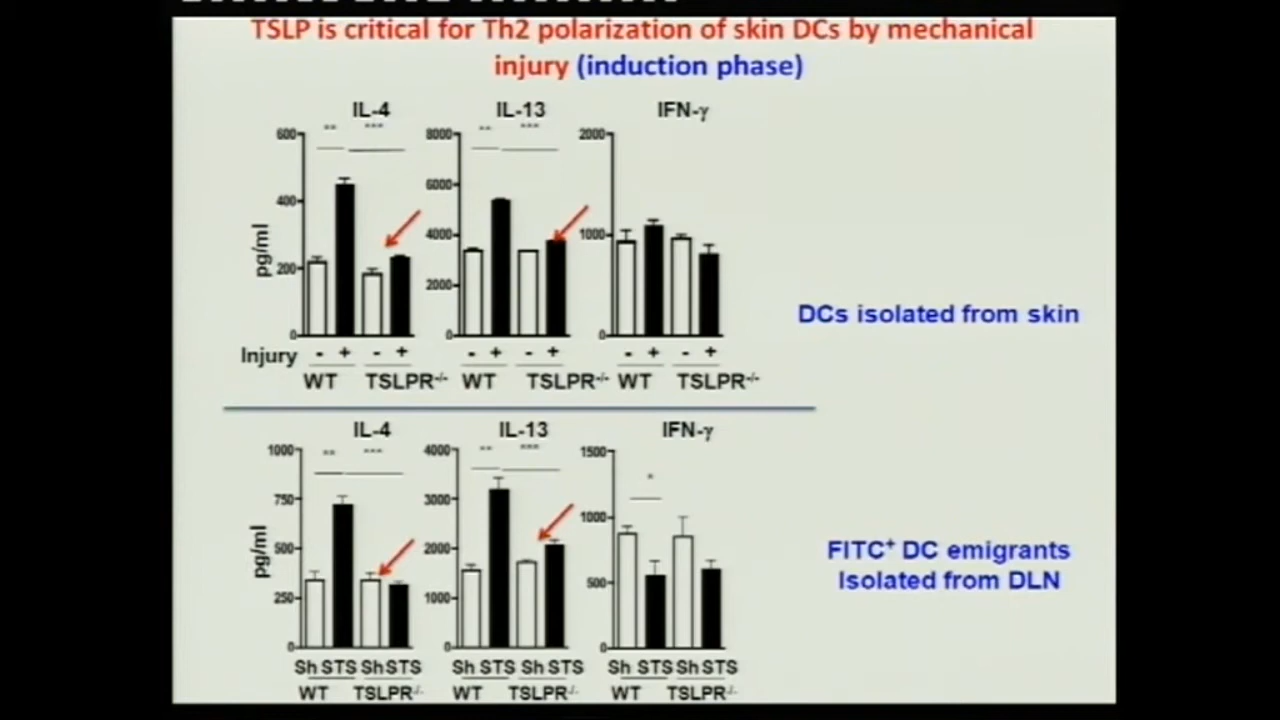 TSLP is critical for Th2 polarization of skin DCs by mechanical
injury (induction phase)
IL-4 IL-13 IFN-γ
** *** ** ***
600 8000 2000
6000
400
4000 1000
200
2000
0 0 0
pg/ml
DCs isolated from skin
Injury - + - + - + - + - + - +
WT TSLPR-/- WT TSLPR-/- WT TSLPR-/-
IL-4 IL-13 IFN-γ
** *** ** *** *
1000 4000 1500
750 3000
1000
500 2000
500
250 1000
0 0 0
pg/ml
FITC+ DC emigrants
Isolated from DLN
Sh STS Sh STS Sh STS Sh STS Sh STS Sh STS
WT TSLPR-/- WT TSLPR-/- WT TSLPR-/-